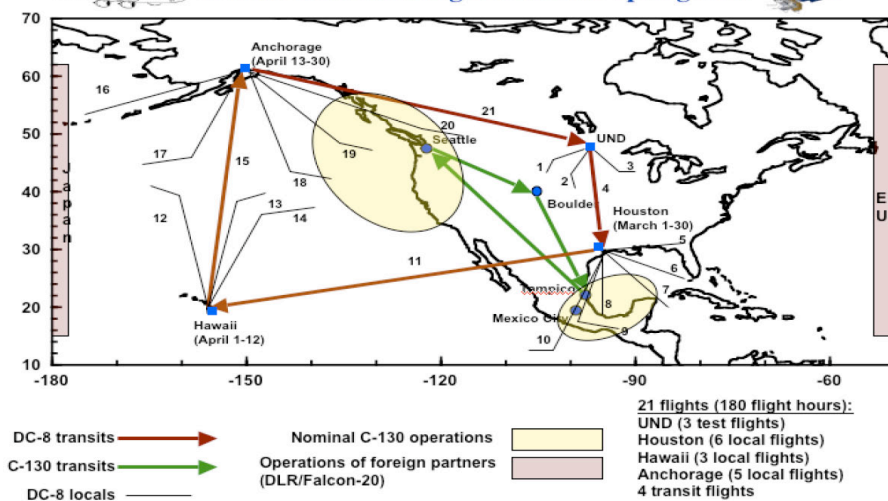 70
60
50
40
30
20
10
-180
-150
-120
-90
-60
Japan
EU
Anchorage
(April 13-30)
16
21
20
Seattle
UND
17
15
19
1
2
3
4
18
12
13
14
Boulder
Houston
(March 1-30)
5
11
6
7
Tampico
8
Hawaii
(April 1-12)
Mexico City
9
10
DC-8 transits
C-130 transits
DC-8 locals
Nominal C-130 operations
Operations of foreign partners
(DLR/Falcon-20)
21 flights (180 flight hours):
UND (3 test flights)
Houston (6 local flights)
Hawaii (3 local flights)
Anchorage (5 local flights)
4 transit flights